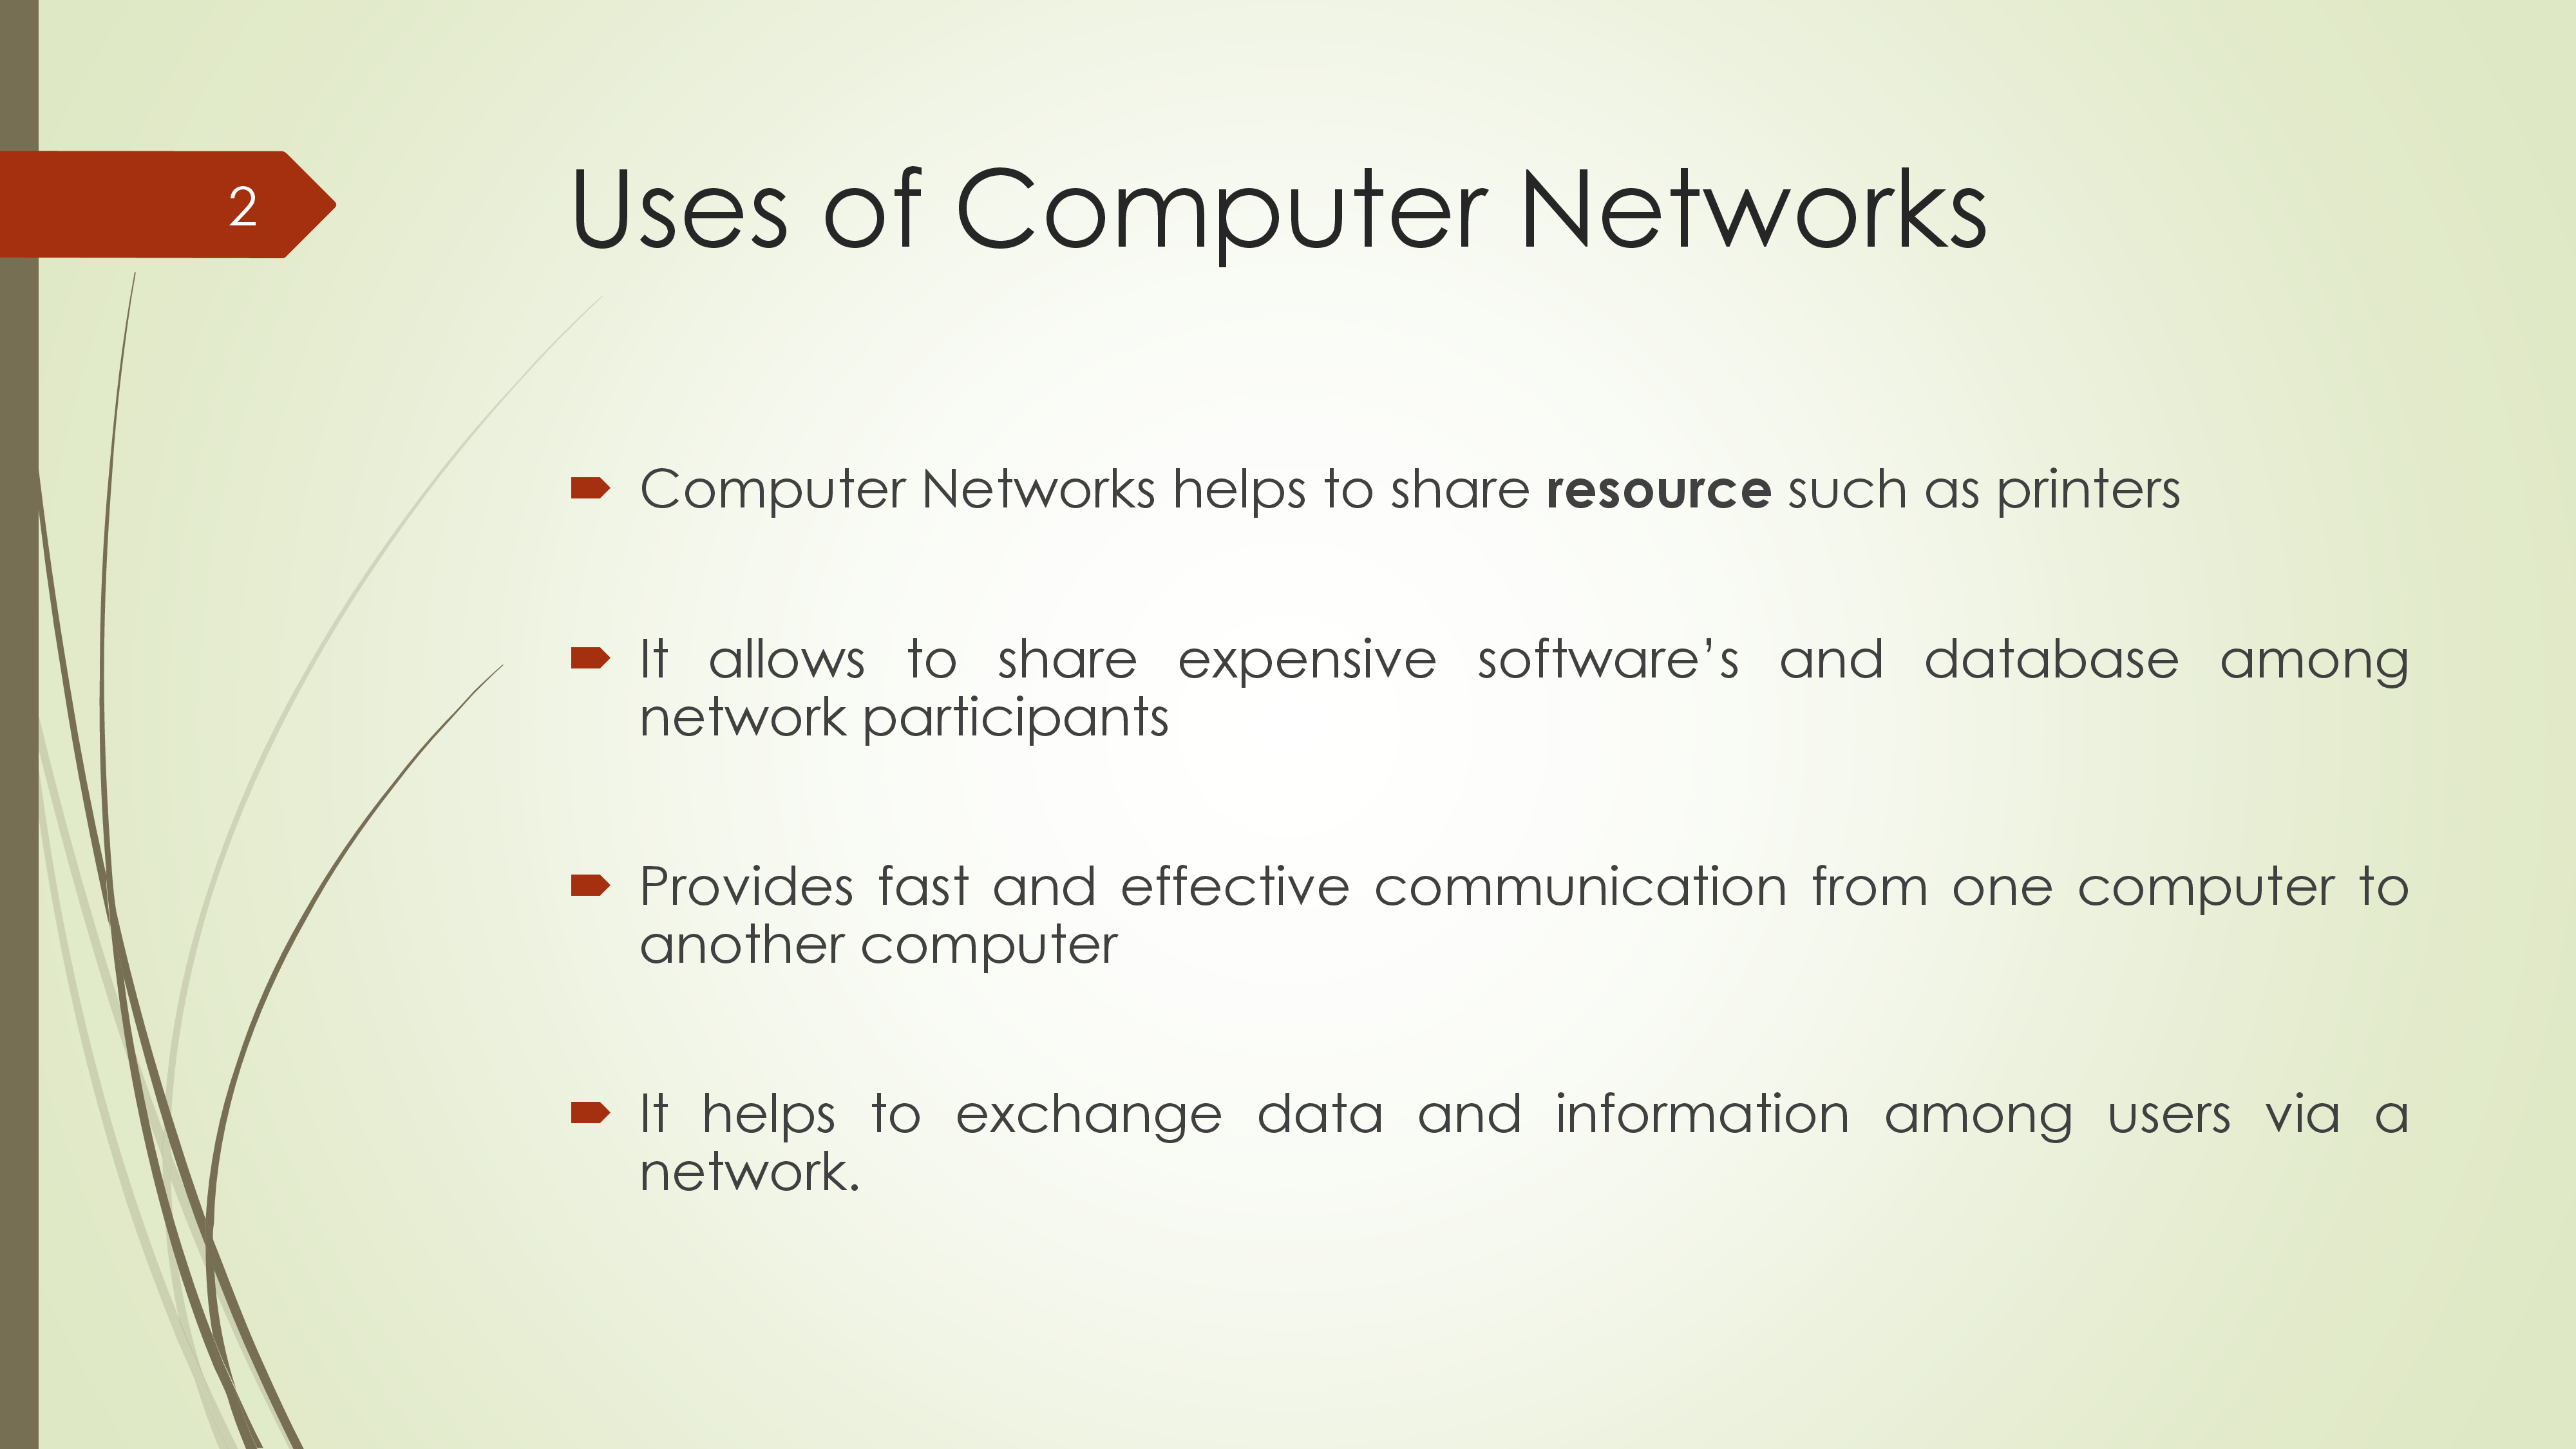 2
Uses of Computer Networks
Computer Networks helps to share resource such as printers
It allows to share expensive software’s and database among
network participants
Provides fast and effective communication from one computer to
another computer
It helps to exchange data and information among users via a
network.